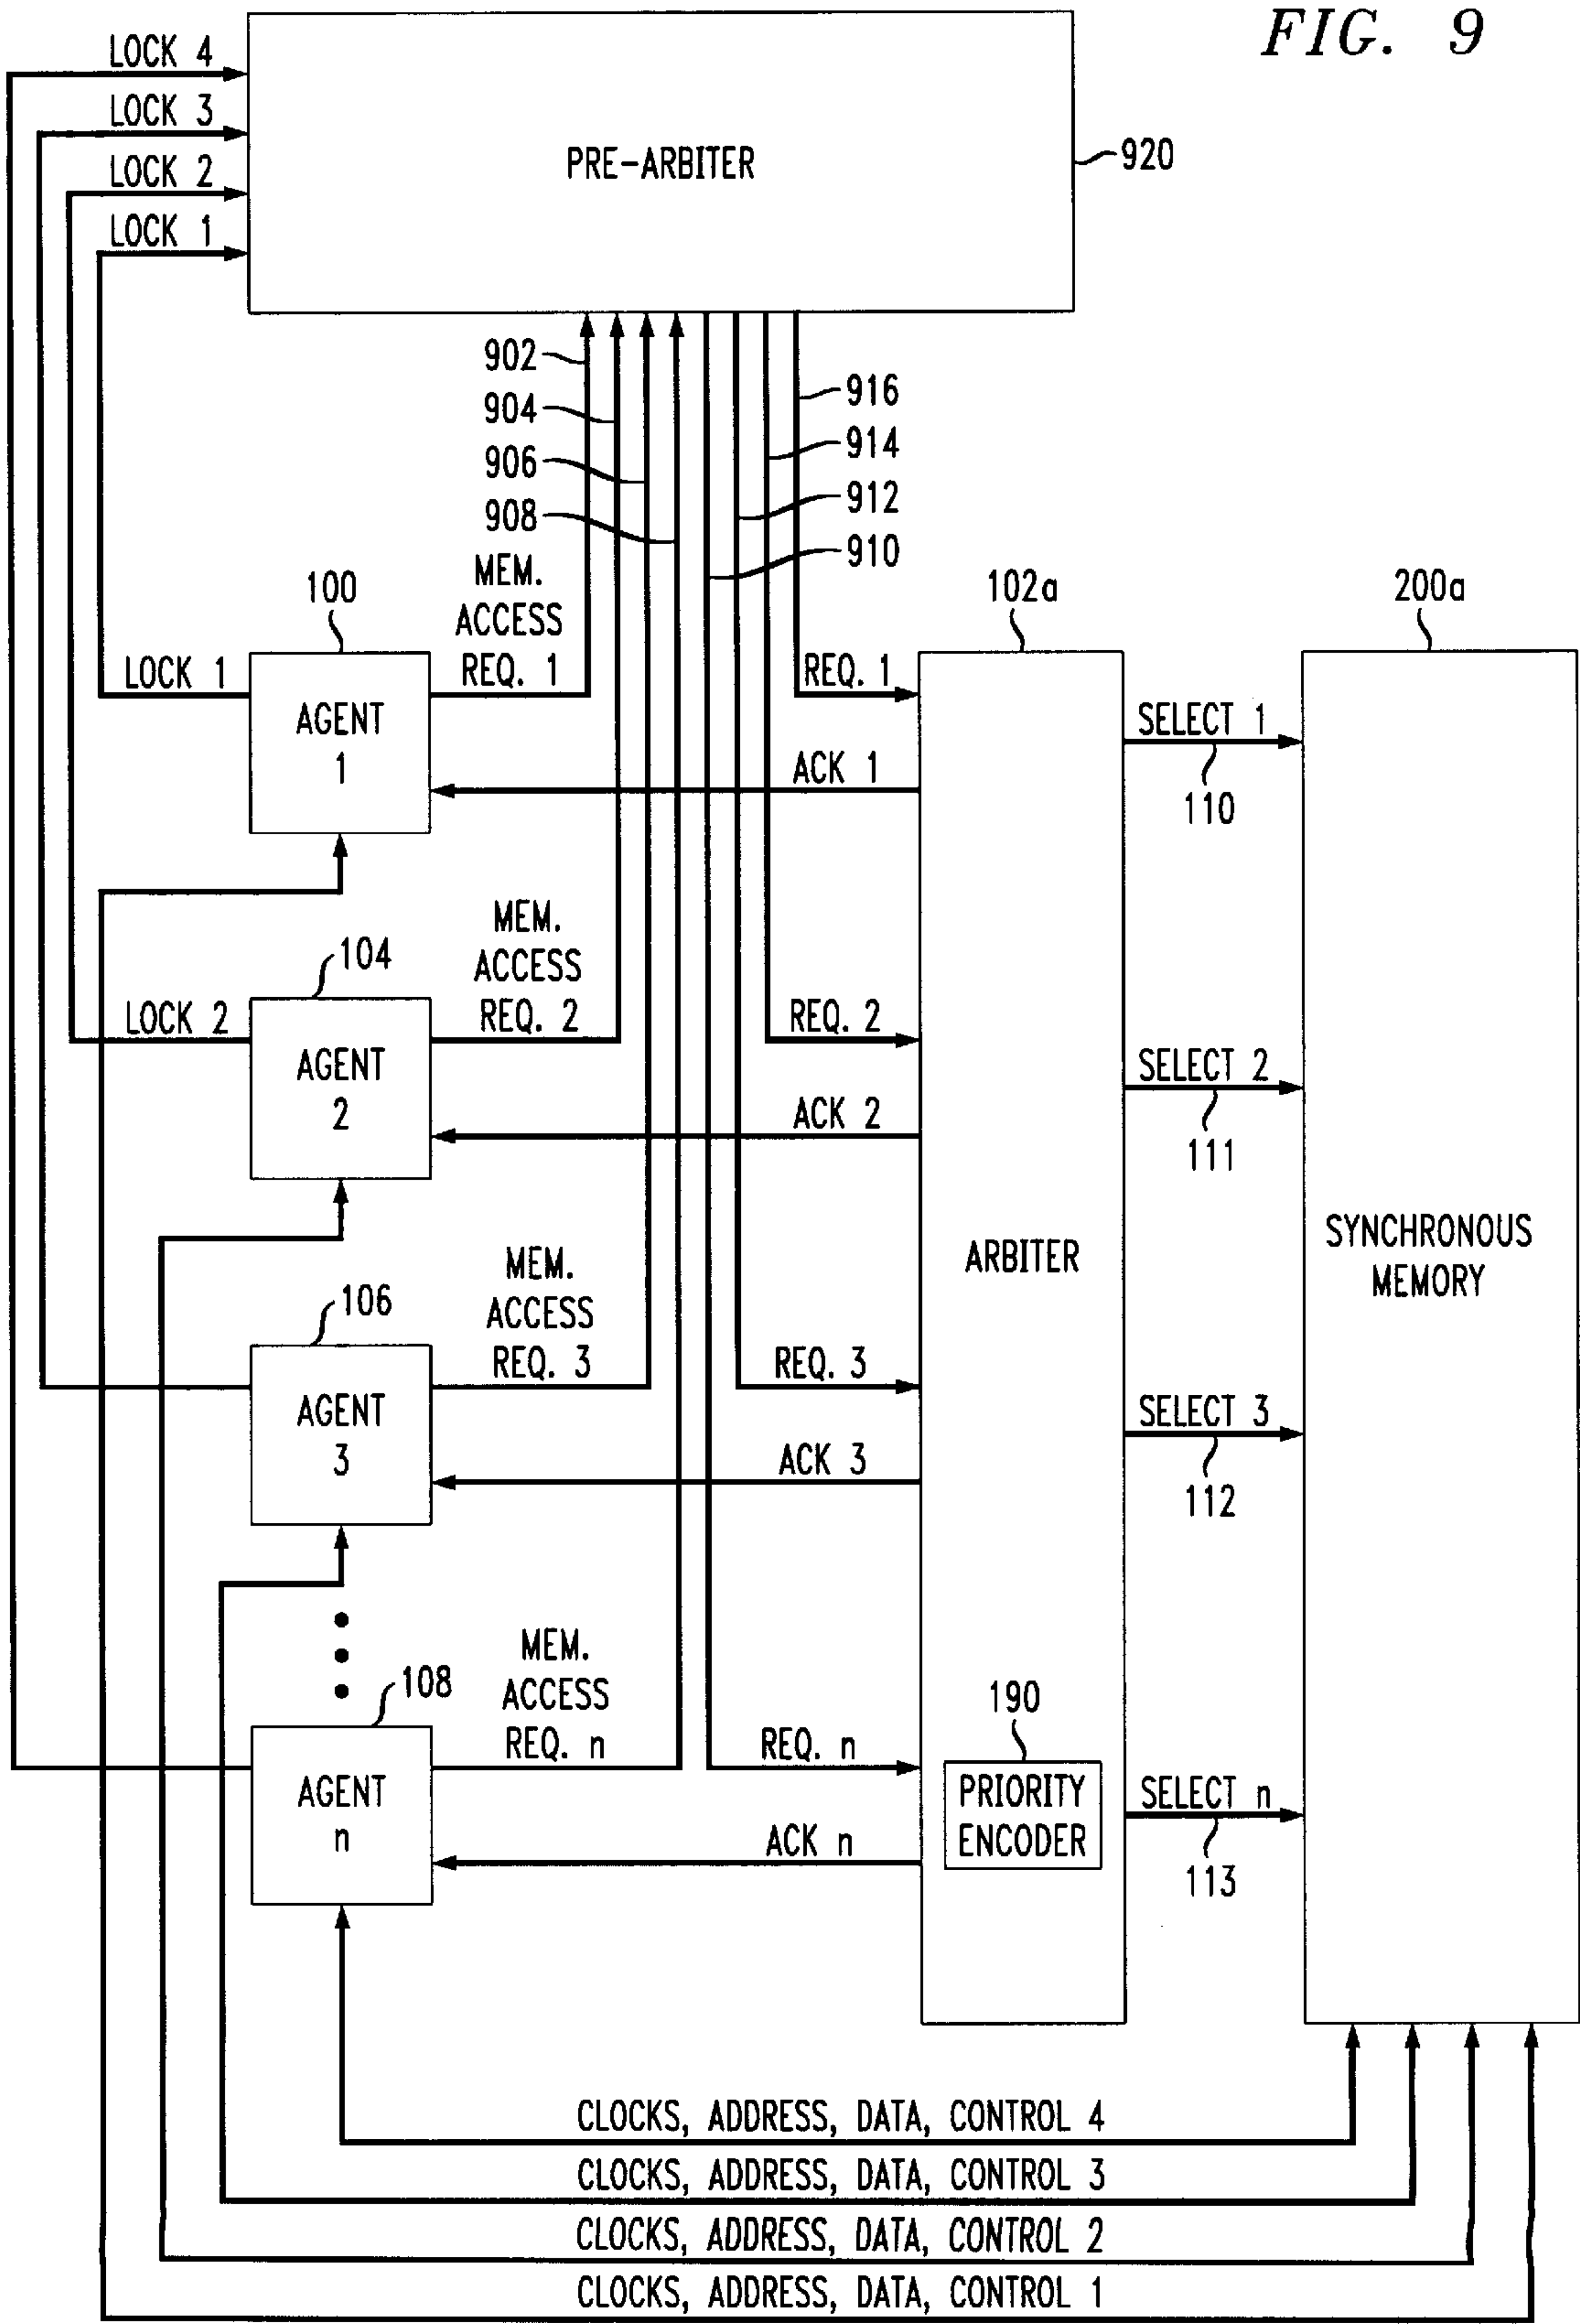 FIG. 9
LOCK 4
LOCK 3
LOCK 2
LOCK 1
PRE-ARBITER
920
902
904
906
908
916
914
912
910
100
MEM.
ACCESS
REQ. 1
LOCK 1
AGENT
1
REQ. 1
ACK 1
102a
200a
SELECT 1
110
104
MEM.
ACCESS
REQ. 2
LOCK 2
AGENT
2
REQ. 2
ACK 2
SELECT 2
111
ARBITER
SYNCHRONOUS
MEMORY
106
MEM.
ACCESS
REQ. 3
AGENT
3
REQ. 3
ACK 3
SELECT 3
112
108
MEM.
ACCESS
REQ. n
AGENT
n
REQ. n
ACK n
190
PRIORITY
ENCODER
SELECT n
113
CLOCKS, ADDRESS, DATA, CONTROL 4
CLOCKS, ADDRESS, DATA, CONTROL 3
CLOCKS, ADDRESS, DATA, CONTROL 2
CLOCKS, ADDRESS, DATA, CONTROL 1